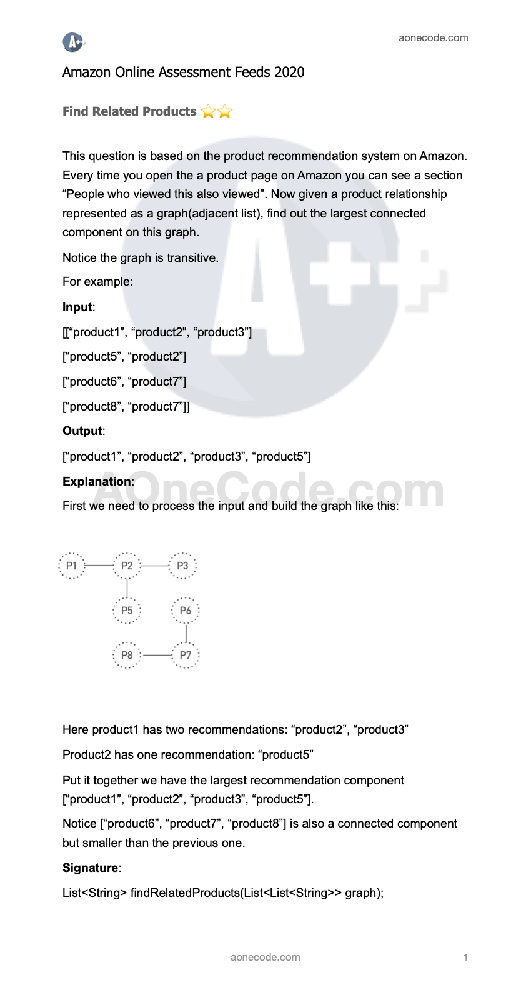 A+
aonecode.com
Amazon Online Assessment Feeds 2020
Find Related Products
This question is based on the product recommendation system on Amazon.
Every time you open the a product page on Amazon you can see a section
“People who viewed this also viewed”. Now given a product relationship
represented as a graph(adjacent list), find out the largest connected
component on this graph.
Notice the graph is transitive.
For example:
Input:
[[“product1”, “product2”, “product3”]
[“product5”, “product2”]
[“product6”, “product7”]
[“product8”, “product7”]]
Output:
[“product1”, “product2”, “product3”, “product5”]
Explanation:
AOneCode.com
First we need to process the input and build the graph like this:
P1 P2 P3
P5 P6
P8 P7
Here product1 has two recommendations: “product2”, “product3”
Product2 has one recommendation: “product5”
Put it together we have the largest recommendation component
[“product1”, “product2”, “product3”, “product5”].
Notice [“product6”, “product7”, “product8”] is also a connected component
but smaller than the previous one.
Signature:
List<String> findRelatedProducts(List<List<String>> graph);
aonecode.com 1